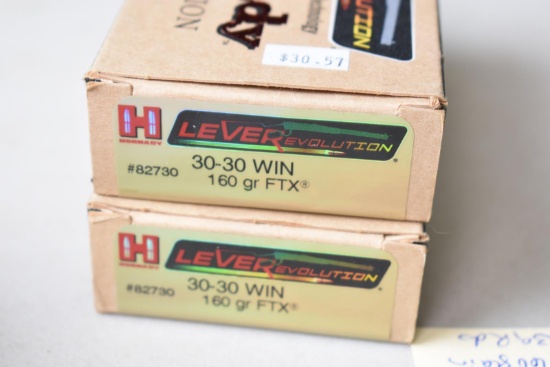 $30.57
H
HORNADY
LEVERevolution
#82730
30-30 WIN
160 gr FTX®
H
HORNADY
LEVERevolution
#82730
30-30 WIN
160 gr FTX®